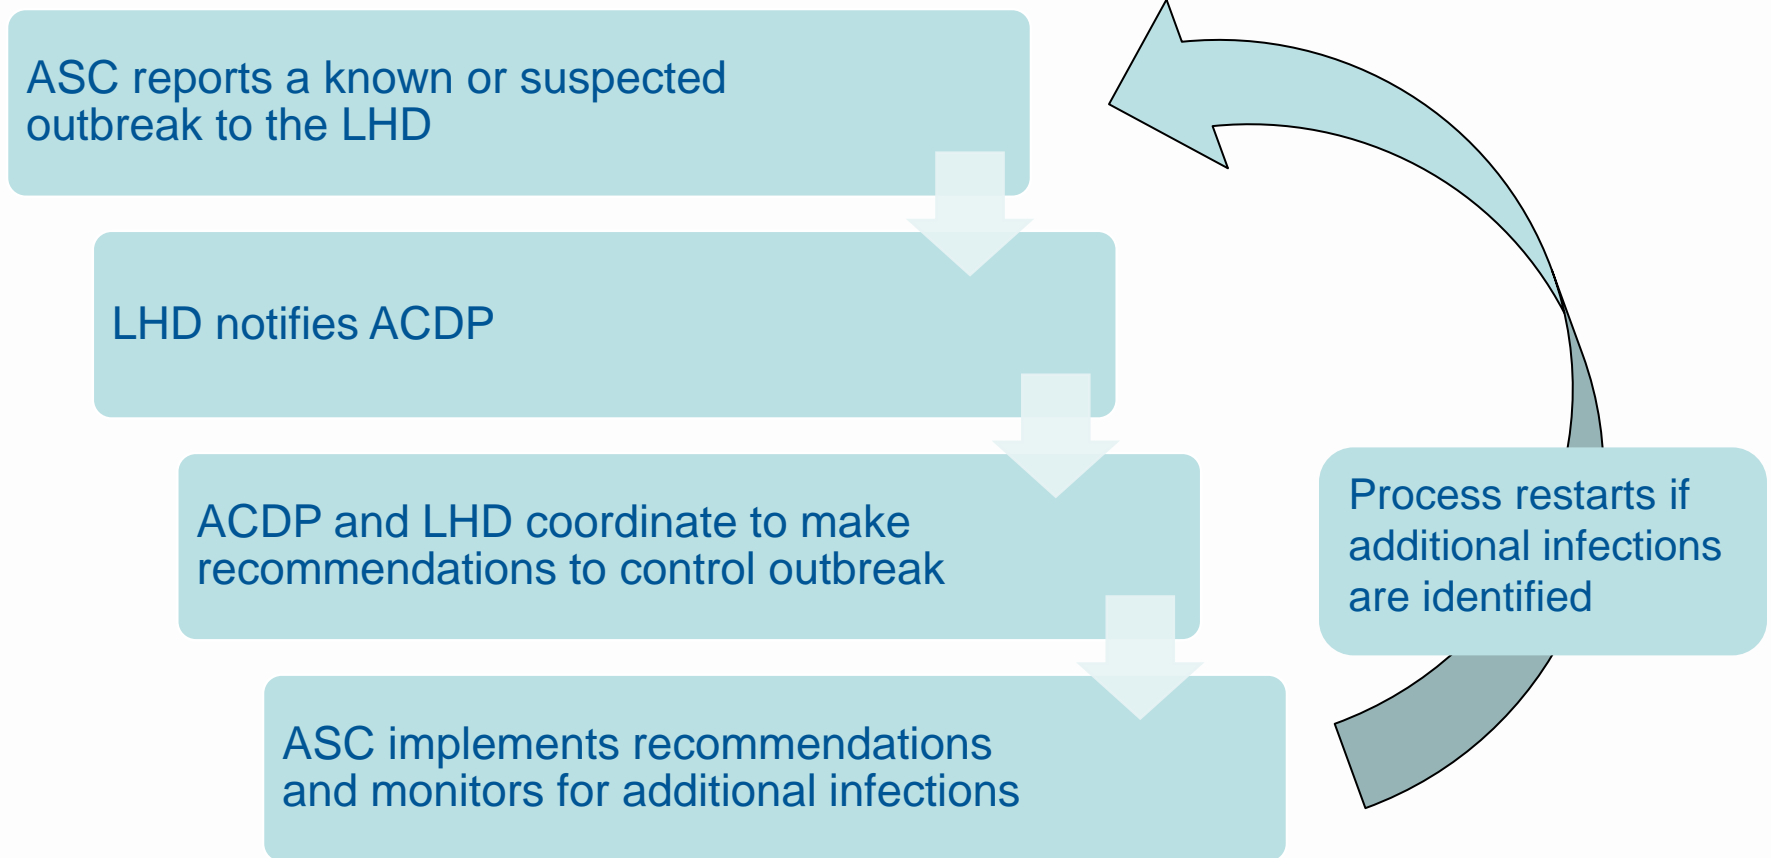 ASC reports a known or suspected
outbreak to the LHD
LHD notifies ACDP
ACDP and LHD coordinate to make
recommendations to control outbreak
ASC implements recommendations
and monitors for additional infections
Process restarts if
additional infections
are identified